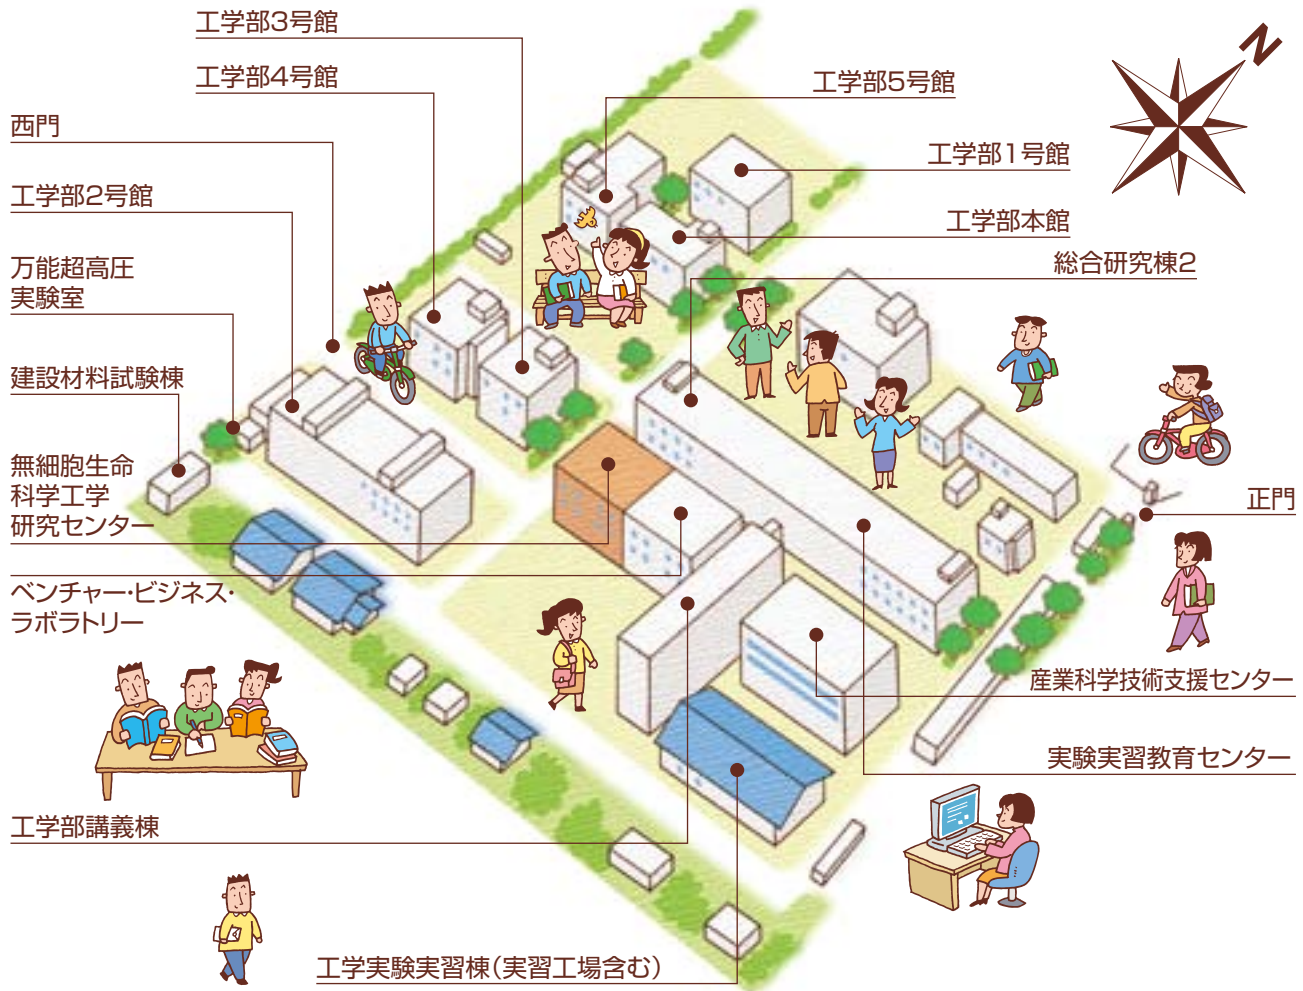 工学部3号館
工学部4号館
西門
工学部2号館
万能超高圧
実験室
建設材料試験棟
無細胞生命
科学工学
研究センター
ベンチャー・ビジネス・
ラボラトリー
工学部講義棟
工学実験実習棟（実習工場含む）
N
工学部5号館
工学部1号館
工学部本館
総合研究棟2
正門
産業科学技術支援センター
実験実習教育センター